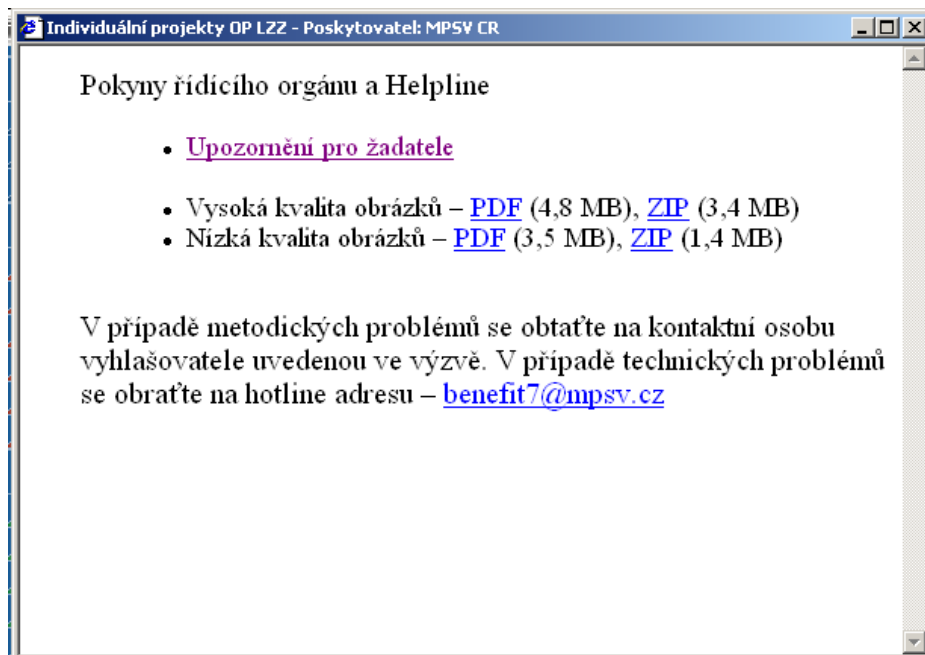 Individuální projekty OP LZZ - Poskytovatel: MPSV CR
Pokyny řídícího orgánu a Helpline
• Upozornění pro žadatele
• Vysoká kvalita obrázků – PDF (4,8 MB), ZIP (3,4 MB)
• Nízká kvalita obrázků – PDF (3,5 MB), ZIP (1,4 MB)
V případě metodických problémů se obtaťte na kontaktní osobu
vyhlašovatele uvedenou ve výzvě. V případě technických problémů
se obraťte na hotline adresu – benefit7@mpsv.cz